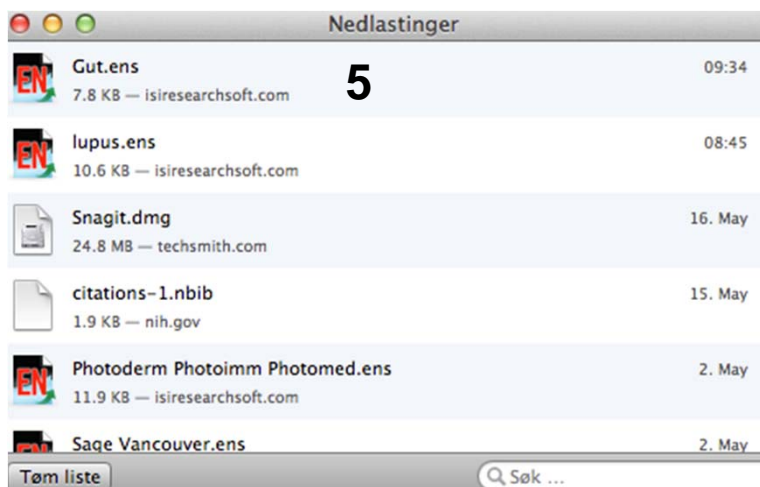 Nedlastinger
Gut.ens 09:34
7.8 KB — isiresearchsoft.com
5
lupus.ens 08:45
10.6 KB — isiresearchsoft.com
Snagit.dmg 16. May
24.8 MB — techsmith.com
citations-1.nbib 15. May
1.9 KB — nih.gov
Photoderm Photoimm Photomed.ens 2. May
11.9 KB — isiresearchsoft.com
Sage Vancouver.ens 2. May
Tøm liste Søk ...
EN
EN
EN